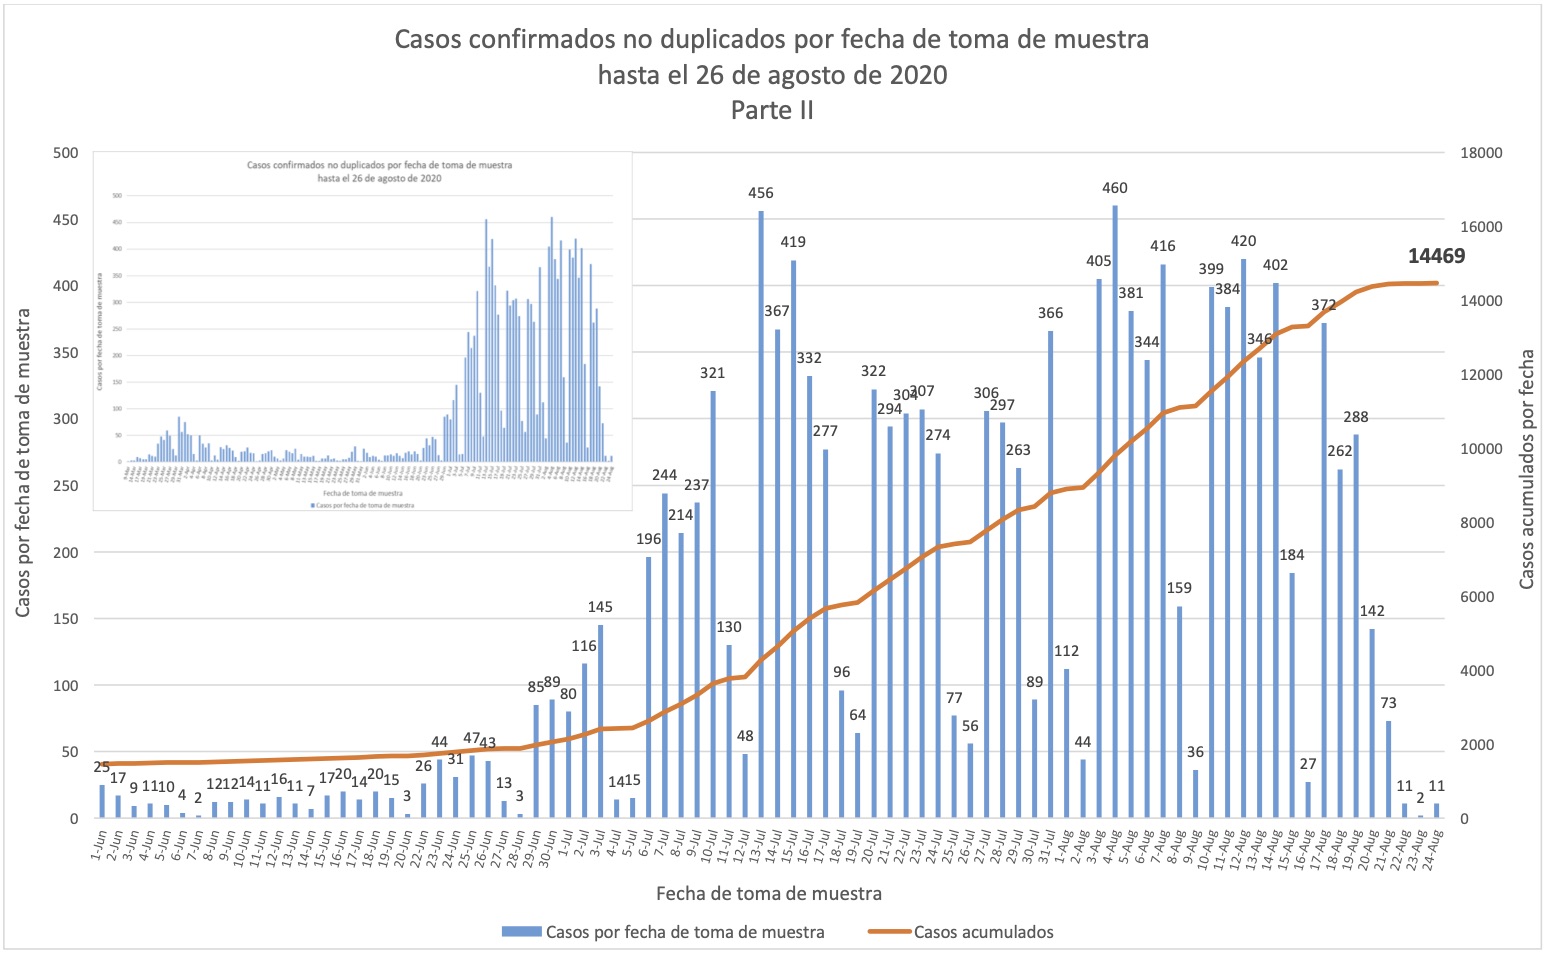 Casos confirmados no duplicados por fecha de toma de muestra
hasta el 26 de agosto de 2020
Parte II
Casos por fecha de toma de muestra
500
450
400
350
300
250
200
150
100
50
0
Casos confirmados no duplicados por fecha de toma de muestra
hasta el 26 de agosto de 2020
Casos por fecha de toma de muestra
500
450
400
350
300
250
200
150
100
50
0
Fecha de toma de muestra
Casos por fecha de toma de muestra
25 17 9 11 10 4 2 12 12 14 11 16 11 7 17 20 14 20 15 3 26 44 31 47 43 13 3 85 89 80 116 145 14 15 196 244 214 237 321 130 48 456 367 419 332 277 96 64 322 294 304 307 274 77 56 306 297 263 89 366 112 44 405 460 381 344 416 159 36 399 384 420 346 402 184 27 372 262 288 142 73 11 2 11
14469
18000
16000
14000
12000
10000
8000
6000
4000
2000
0
Casos acumulados por fecha
1-Jun 2-Jun 3-Jun 4-Jun 5-Jun 6-Jun 7-Jun 8-Jun 9-Jun 10-Jun 11-Jun 12-Jun 13-Jun 14-Jun 15-Jun 16-Jun 17-Jun 18-Jun 19-Jun 20-Jun 22-Jun 23-Jun 24-Jun 25-Jun 26-Jun 27-Jun 28-Jun 29-Jun 30-Jun 1-Jul 2-Jul 3-Jul 4-Jul 5-Jul 6-Jul 7-Jul 8-Jul 9-Jul 10-Jul 11-Jul 12-Jul 13-Jul 14-Jul 15-Jul 16-Jul 17-Jul 18-Jul 19-Jul 20-Jul 21-Jul 22-Jul 23-Jul 24-Jul 25-Jul 26-Jul 27-Jul 28-Jul 29-Jul 30-Jul 31-Jul 1-Aug 2-Aug 3-Aug 4-Aug 5-Aug 6-Aug 7-Aug 8-Aug 9-Aug 10-Aug 11-Aug 12-Aug 13-Aug 14-Aug 15-Aug 16-Aug 17-Aug 18-Aug 19-Aug 20-Aug 21-Aug 22-Aug 23-Aug 24-Aug
Fecha de toma de muestra
Casos por fecha de toma de muestra
Casos acumulados